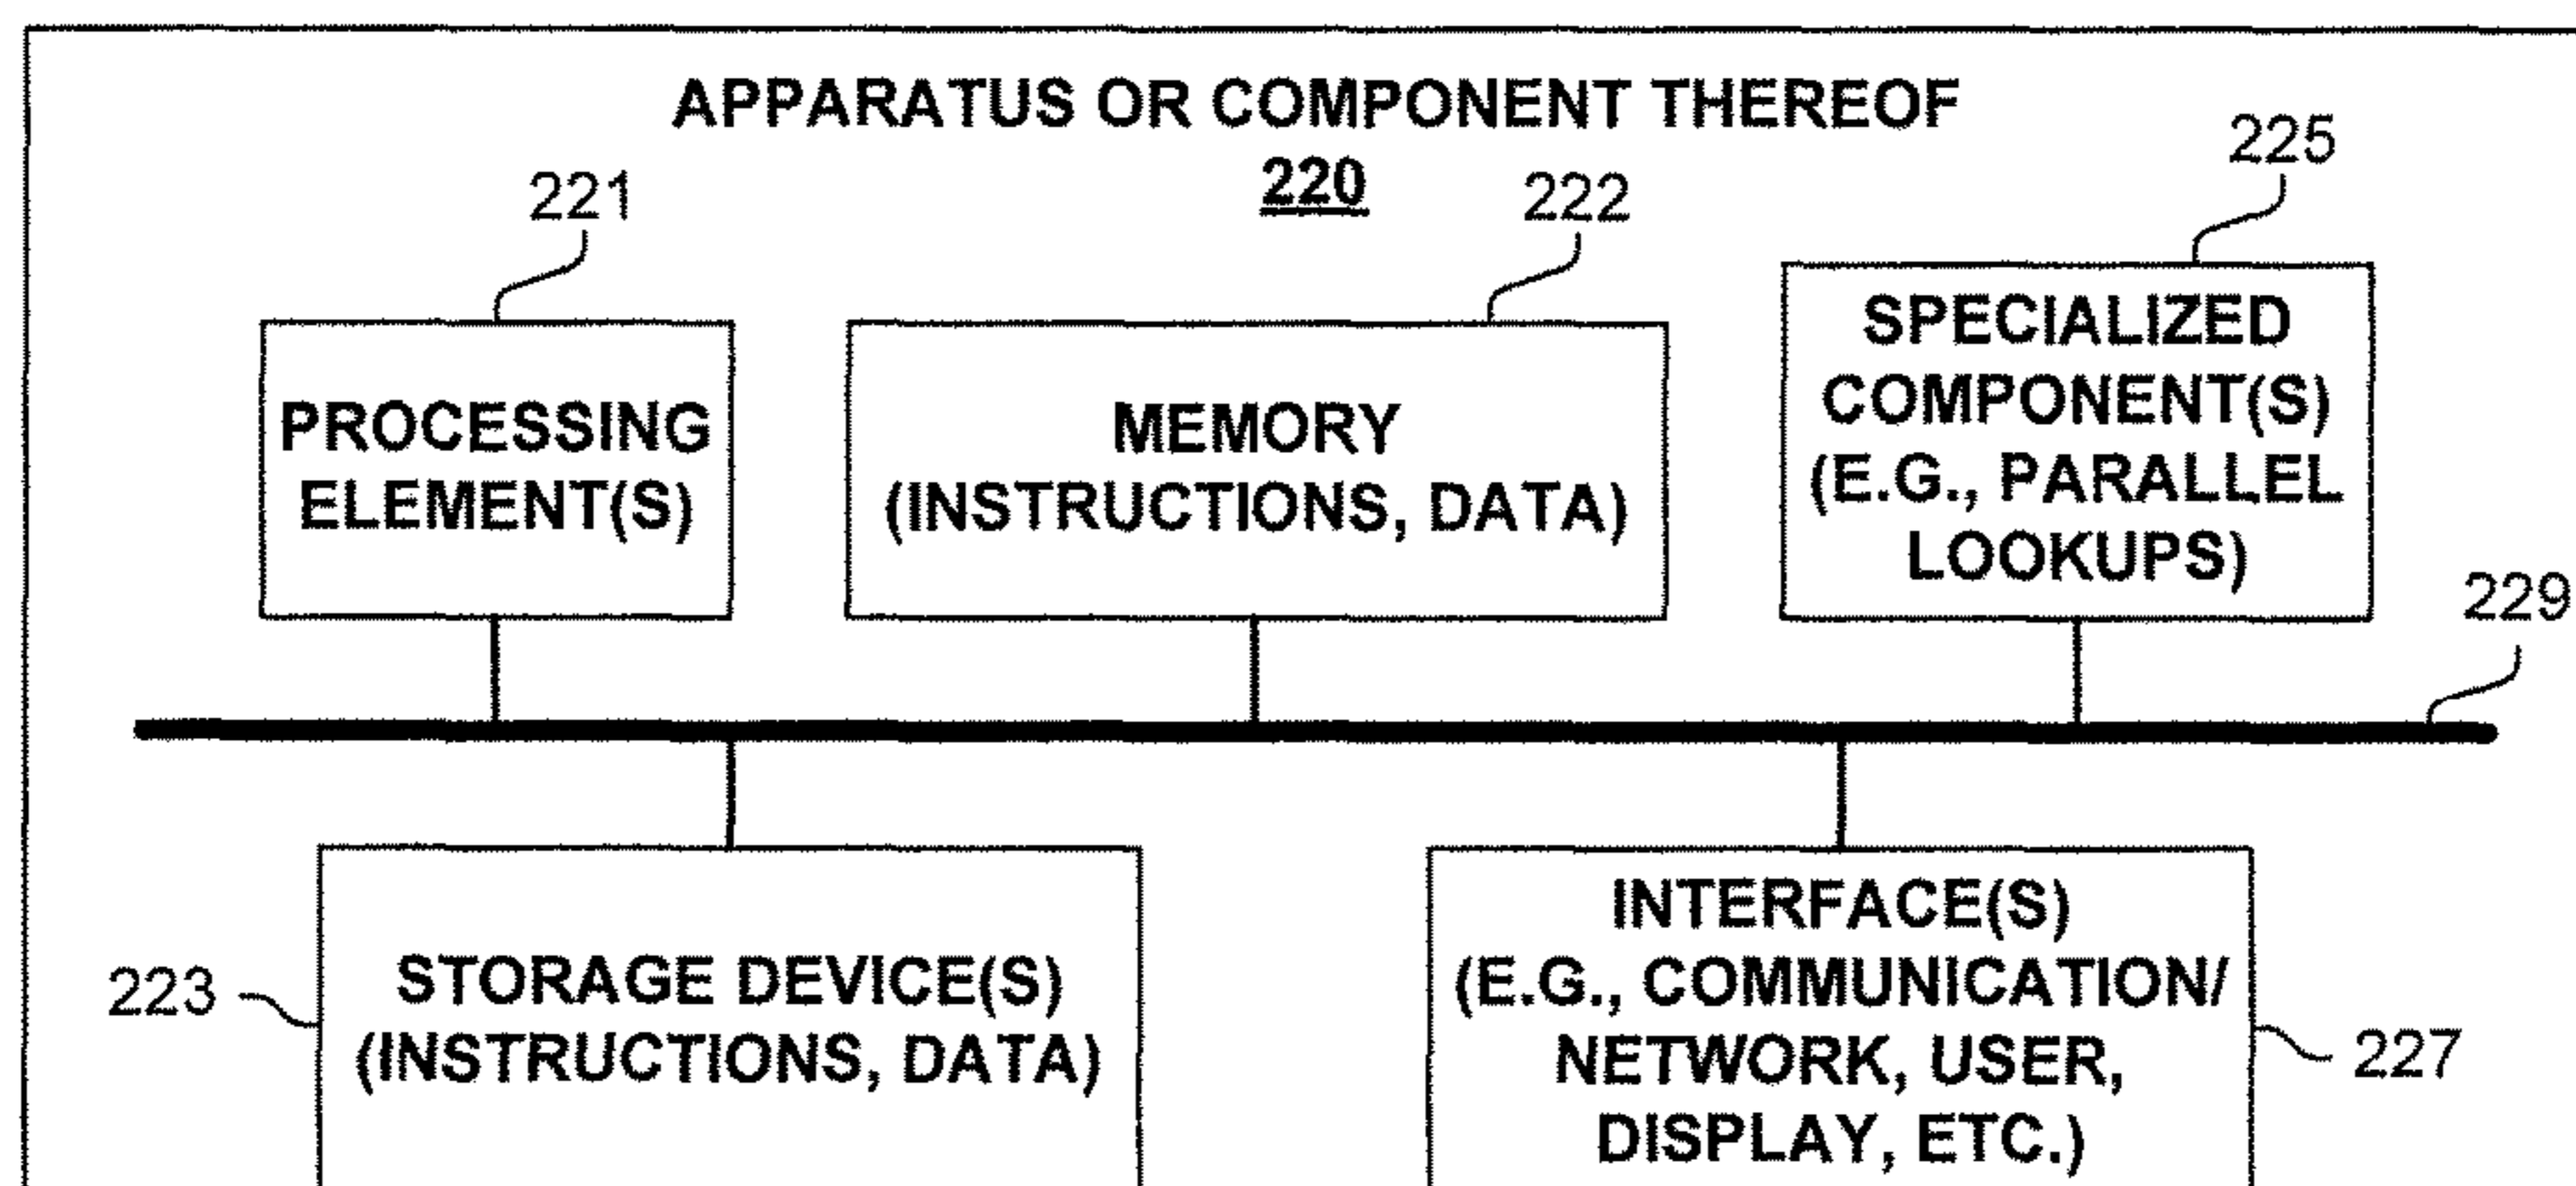 APPARATUS OR COMPONENT THEREOF
220
221
222
225
PROCESSING
ELEMENT(S)
MEMORY
(INSTRUCTIONS, DATA)
SPECIALIZED
COMPONENT(S)
(E.G., PARALLEL
LOOKUPS)
229
223
STORAGE DEVICE(S)
(INSTRUCTIONS, DATA)
INTERFACE(S)
(E.G., COMMUNICATION/
NETWORK, USER,
DISPLAY, ETC.)
227